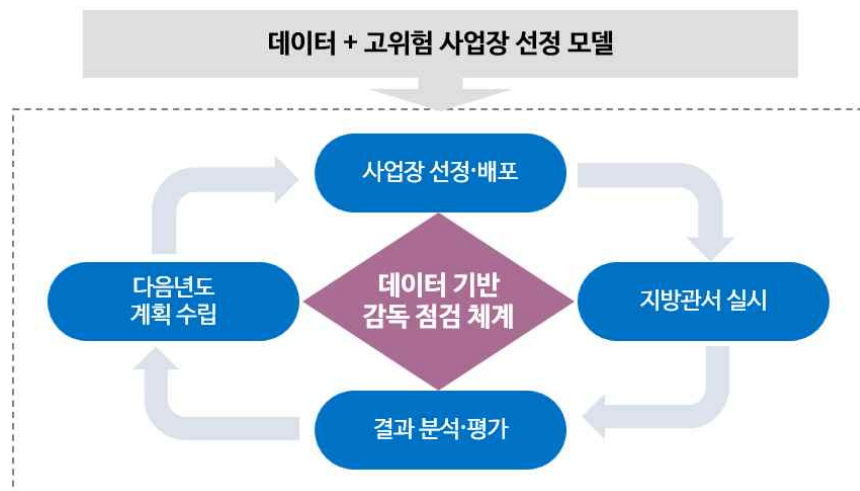 데이터 + 고위험 사업장 선정 모델
사업장 선정·배포
다음년도
계획 수립
데이터 기반
감독 점검 체계
지방관서 실시
결과 분석·평가